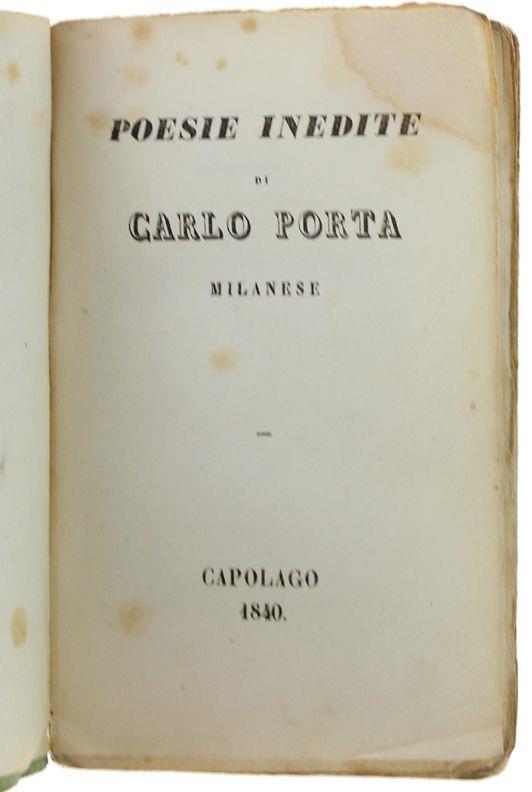 POESIE INEDITE
DI
CARLO PORTA
MILANESE
—
CAPOLAGO
1840.